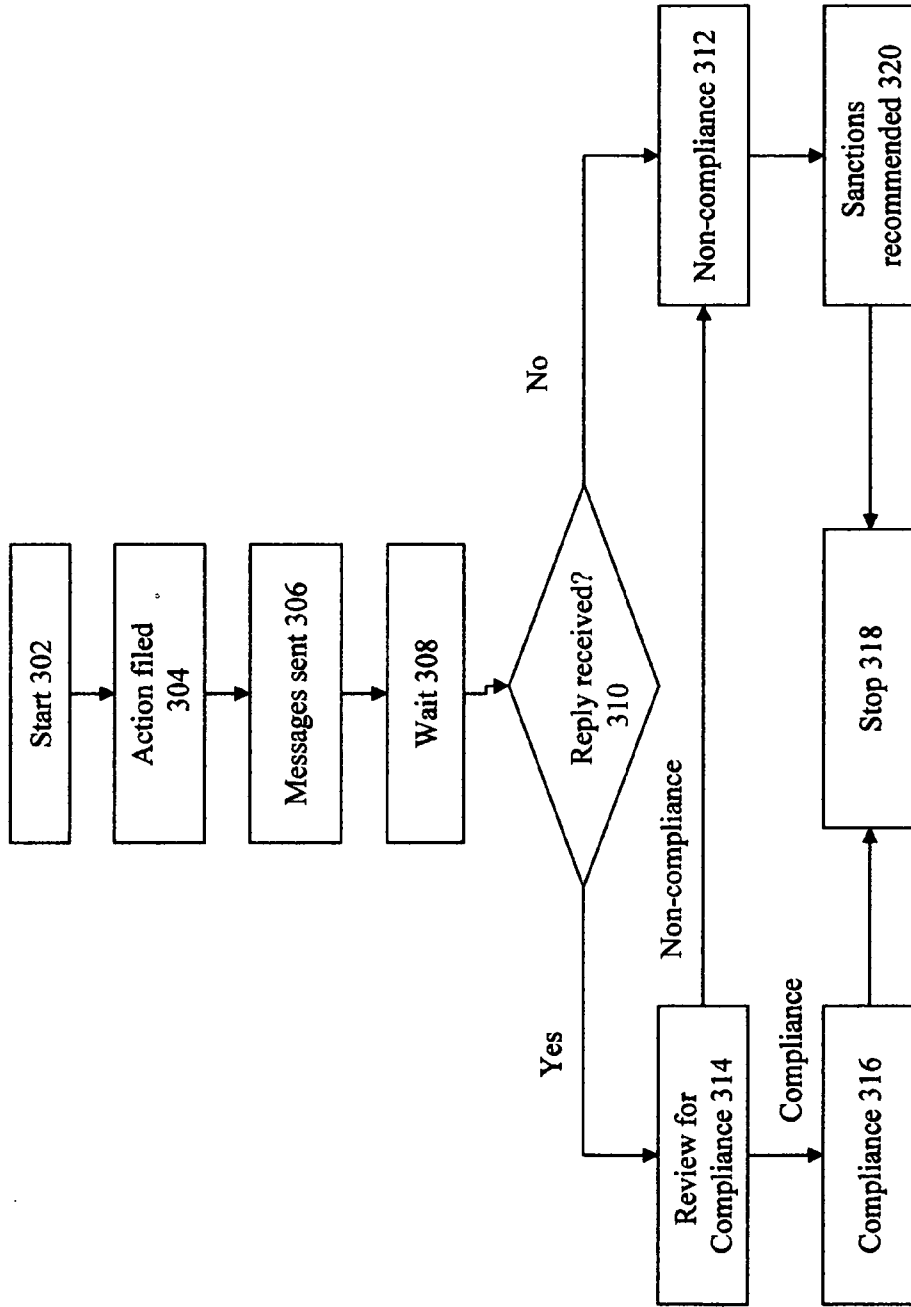 Start 302
Action filed
304
Messages sent 306
Wait 308
Reply received?
310
Yes
No
Review for
Compliance 314
Non-compliance
Non-compliance 312
Compliance
Compliance 316
Stop 318
Sanctions
recommended 320